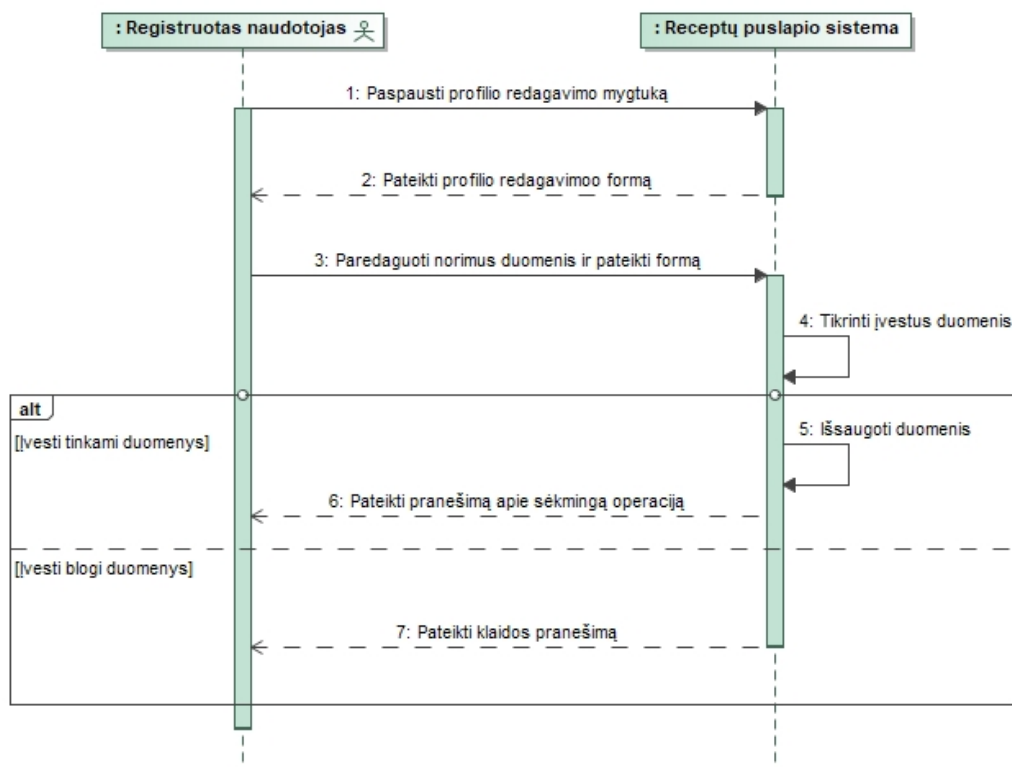 : Registruotas naudotojas
: Receptų puslapio sistema
1: Paspausti profilio redagavimo mygtuką
2: Pateikti profilio redagavimoo formą
3: Paredaguoti norimus duomenis ir pateikti formą
4: Tikrinti įvestus duomenis
alt
[Įvesti tinkami duomenys]
5: Išsaugoti duomenis
6: Pateikti pranešimą apie sėkmingą operaciją
[Įvesti blogi duomenys]
7: Pateikti klaidos pranešimą